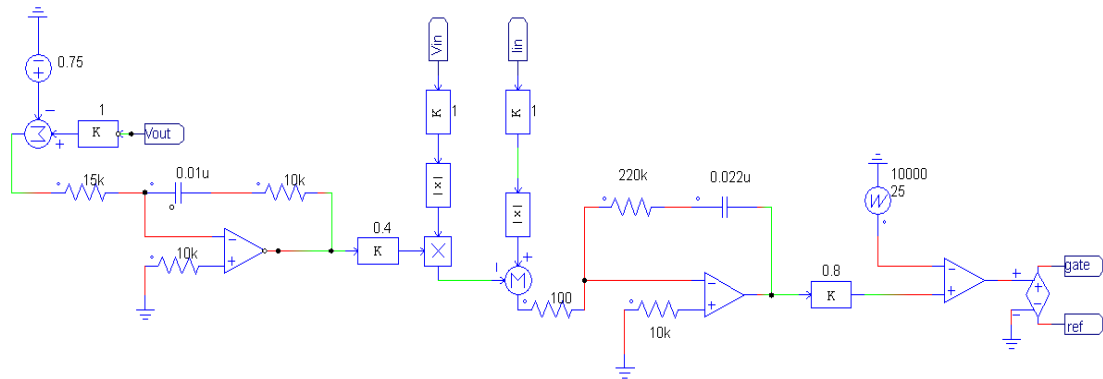 0.75
1
K
Vout
15k
0.01u
10k
10k
0.4
K
Vin
K
1
|x|
Iin
K
1
|x|
M
100
220k
0.022u
10k
0.8
K
10000
25
gate
ref